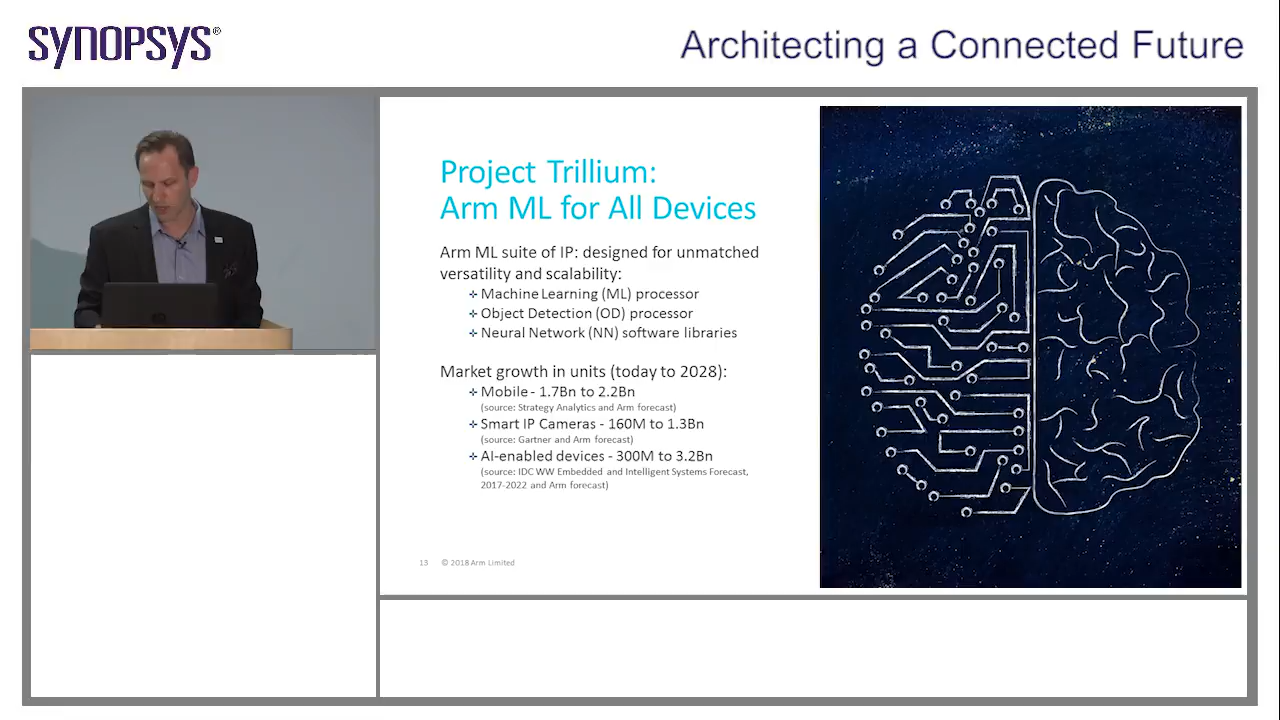 SYNOPSYS®
Architecting a Connected Future
Project Trillium:
Arm ML for All Devices
Arm ML suite of IP: designed for unmatched
versatility and scalability:
Machine Learning (ML) processor
Object Detection (OD) processor
Neural Network (NN) software libraries
Market growth in units (today to 2028):
Mobile - 1.7Bn to 2.2Bn
(source: Strategy Analytics and Arm forecast)
Smart IP Cameras - 160M to 1.3Bn
(source: Gartner and Arm forecast)
AI-enabled devices - 300M to 3.2Bn
(source: IDC WW Embedded and Intelligent Systems Forecast,
2017-2022 and Arm forecast)
13 © 2018 Arm Limited